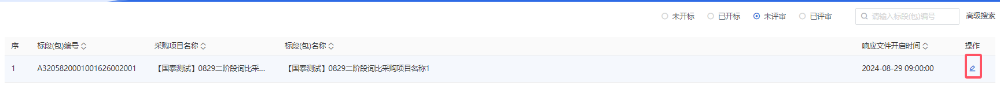 未开标 已开标 未评审 已评审 请输入标段(包)编号 高级搜索
序 标段(包)编号 采购项目名称 标段(包)名称 响应文件开启时间 操作
1 A3205820001001626002001 【国泰测试】0829二阶段询比采... 【国泰测试】0829二阶段询比采购项目名称1 2024-08-29 09:00:00